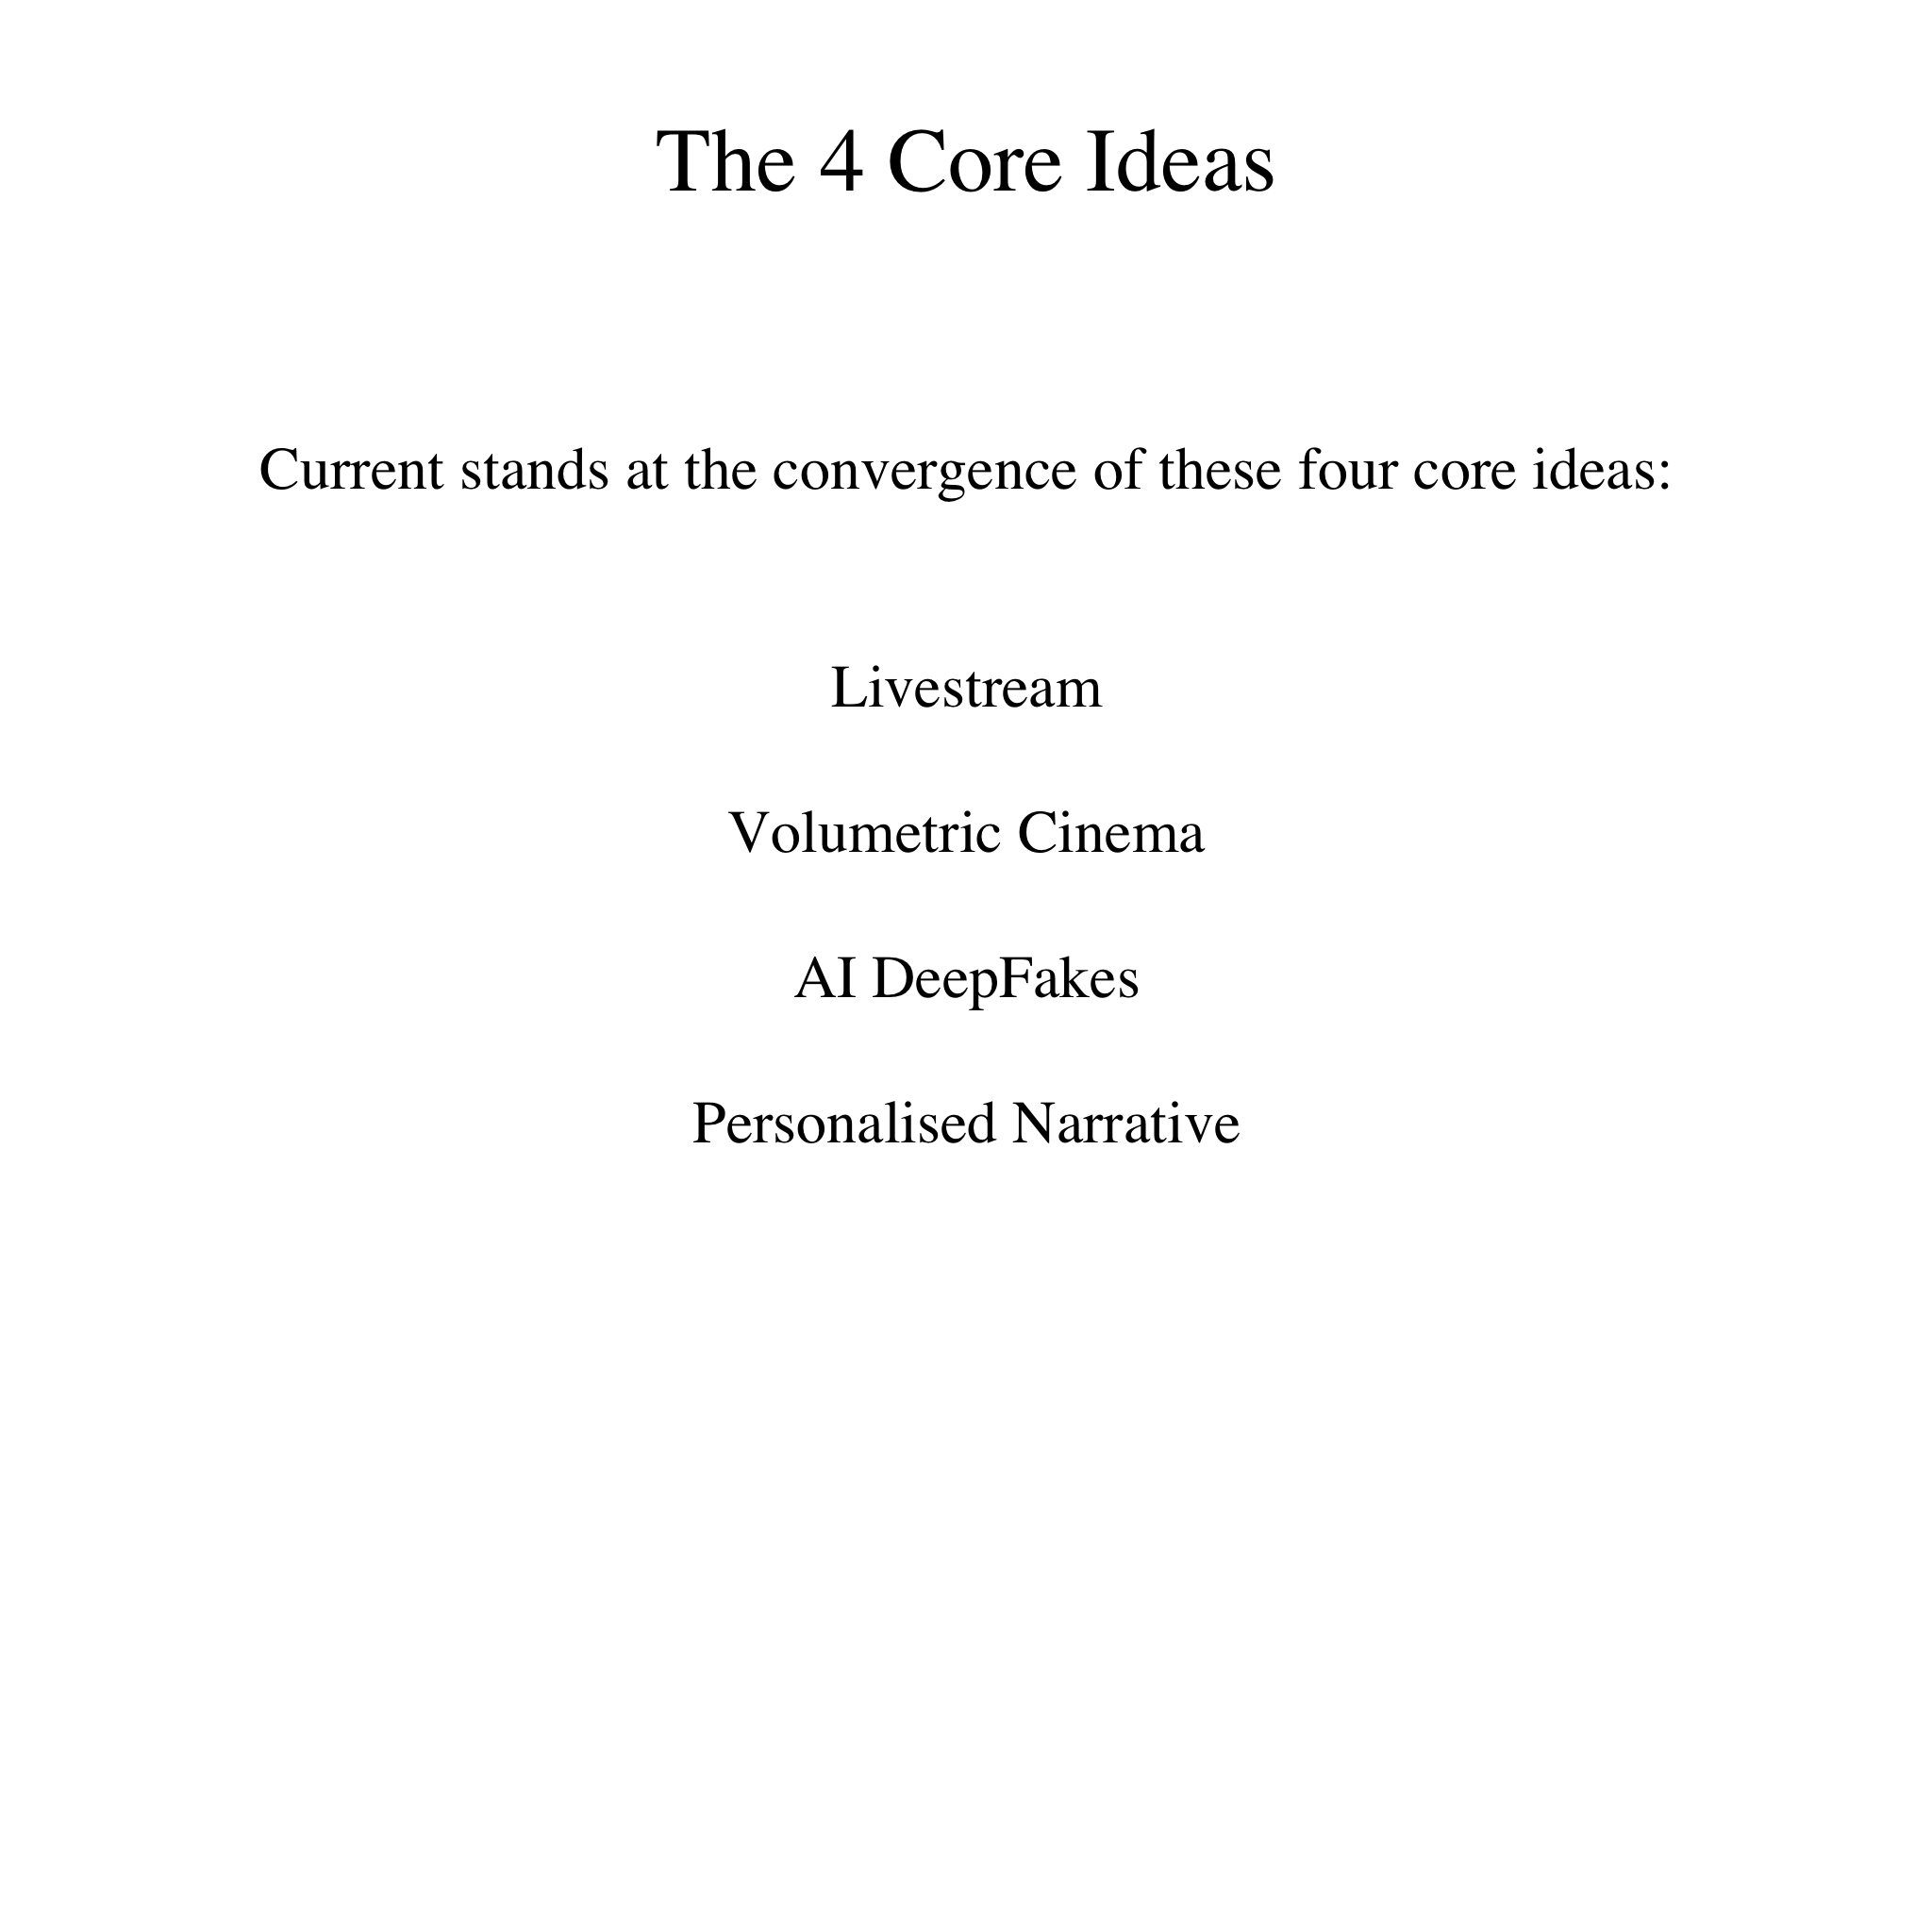 The 4 Core Ideas
Current stands at the convergence of these four core ideas:
Livestream
Volumetric Cinema
AI DeepFakes
Personalised Narrative